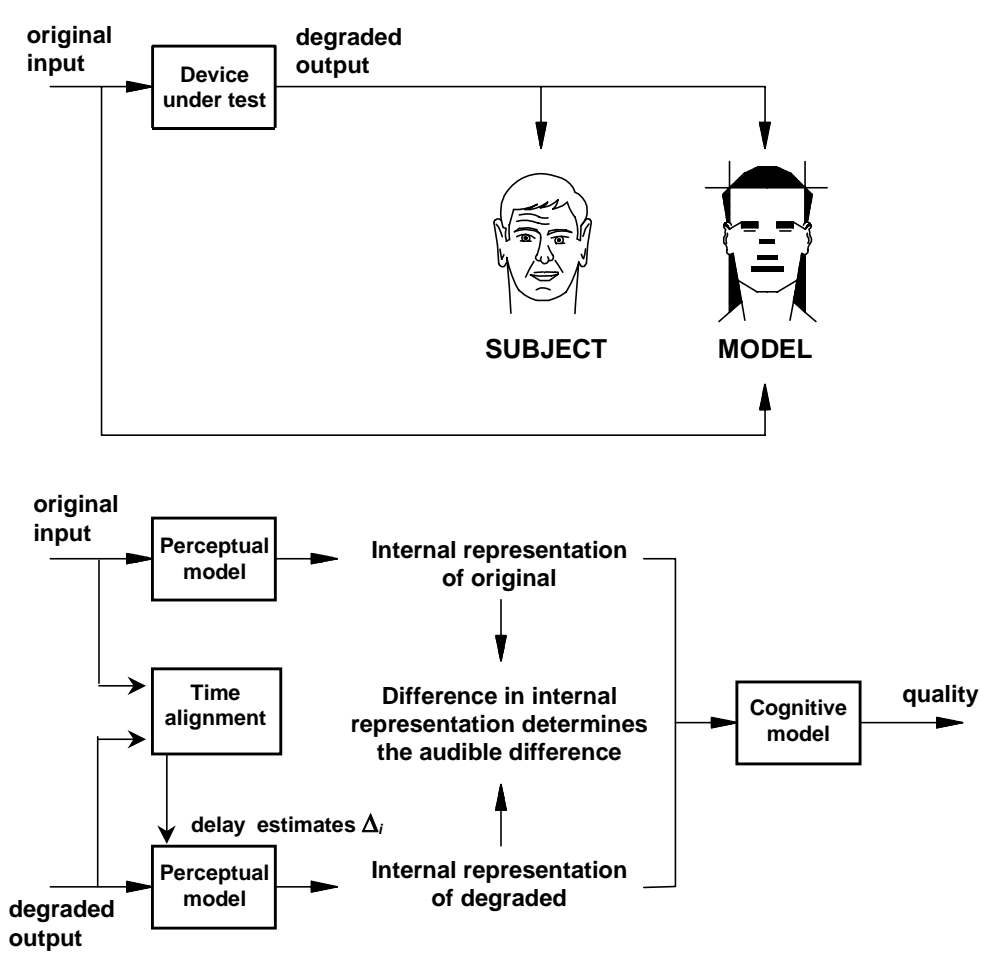 original
input
Device
under test
degraded
output
SUBJECT
MODEL
original
input
Perceptual
model
Internal representation
of original
Time
alignment
Difference in internal
representation determines
the audible difference
Cognitive
model
quality
delay estimates Δi
Perceptual
model
Internal representation
of degraded
degraded
output